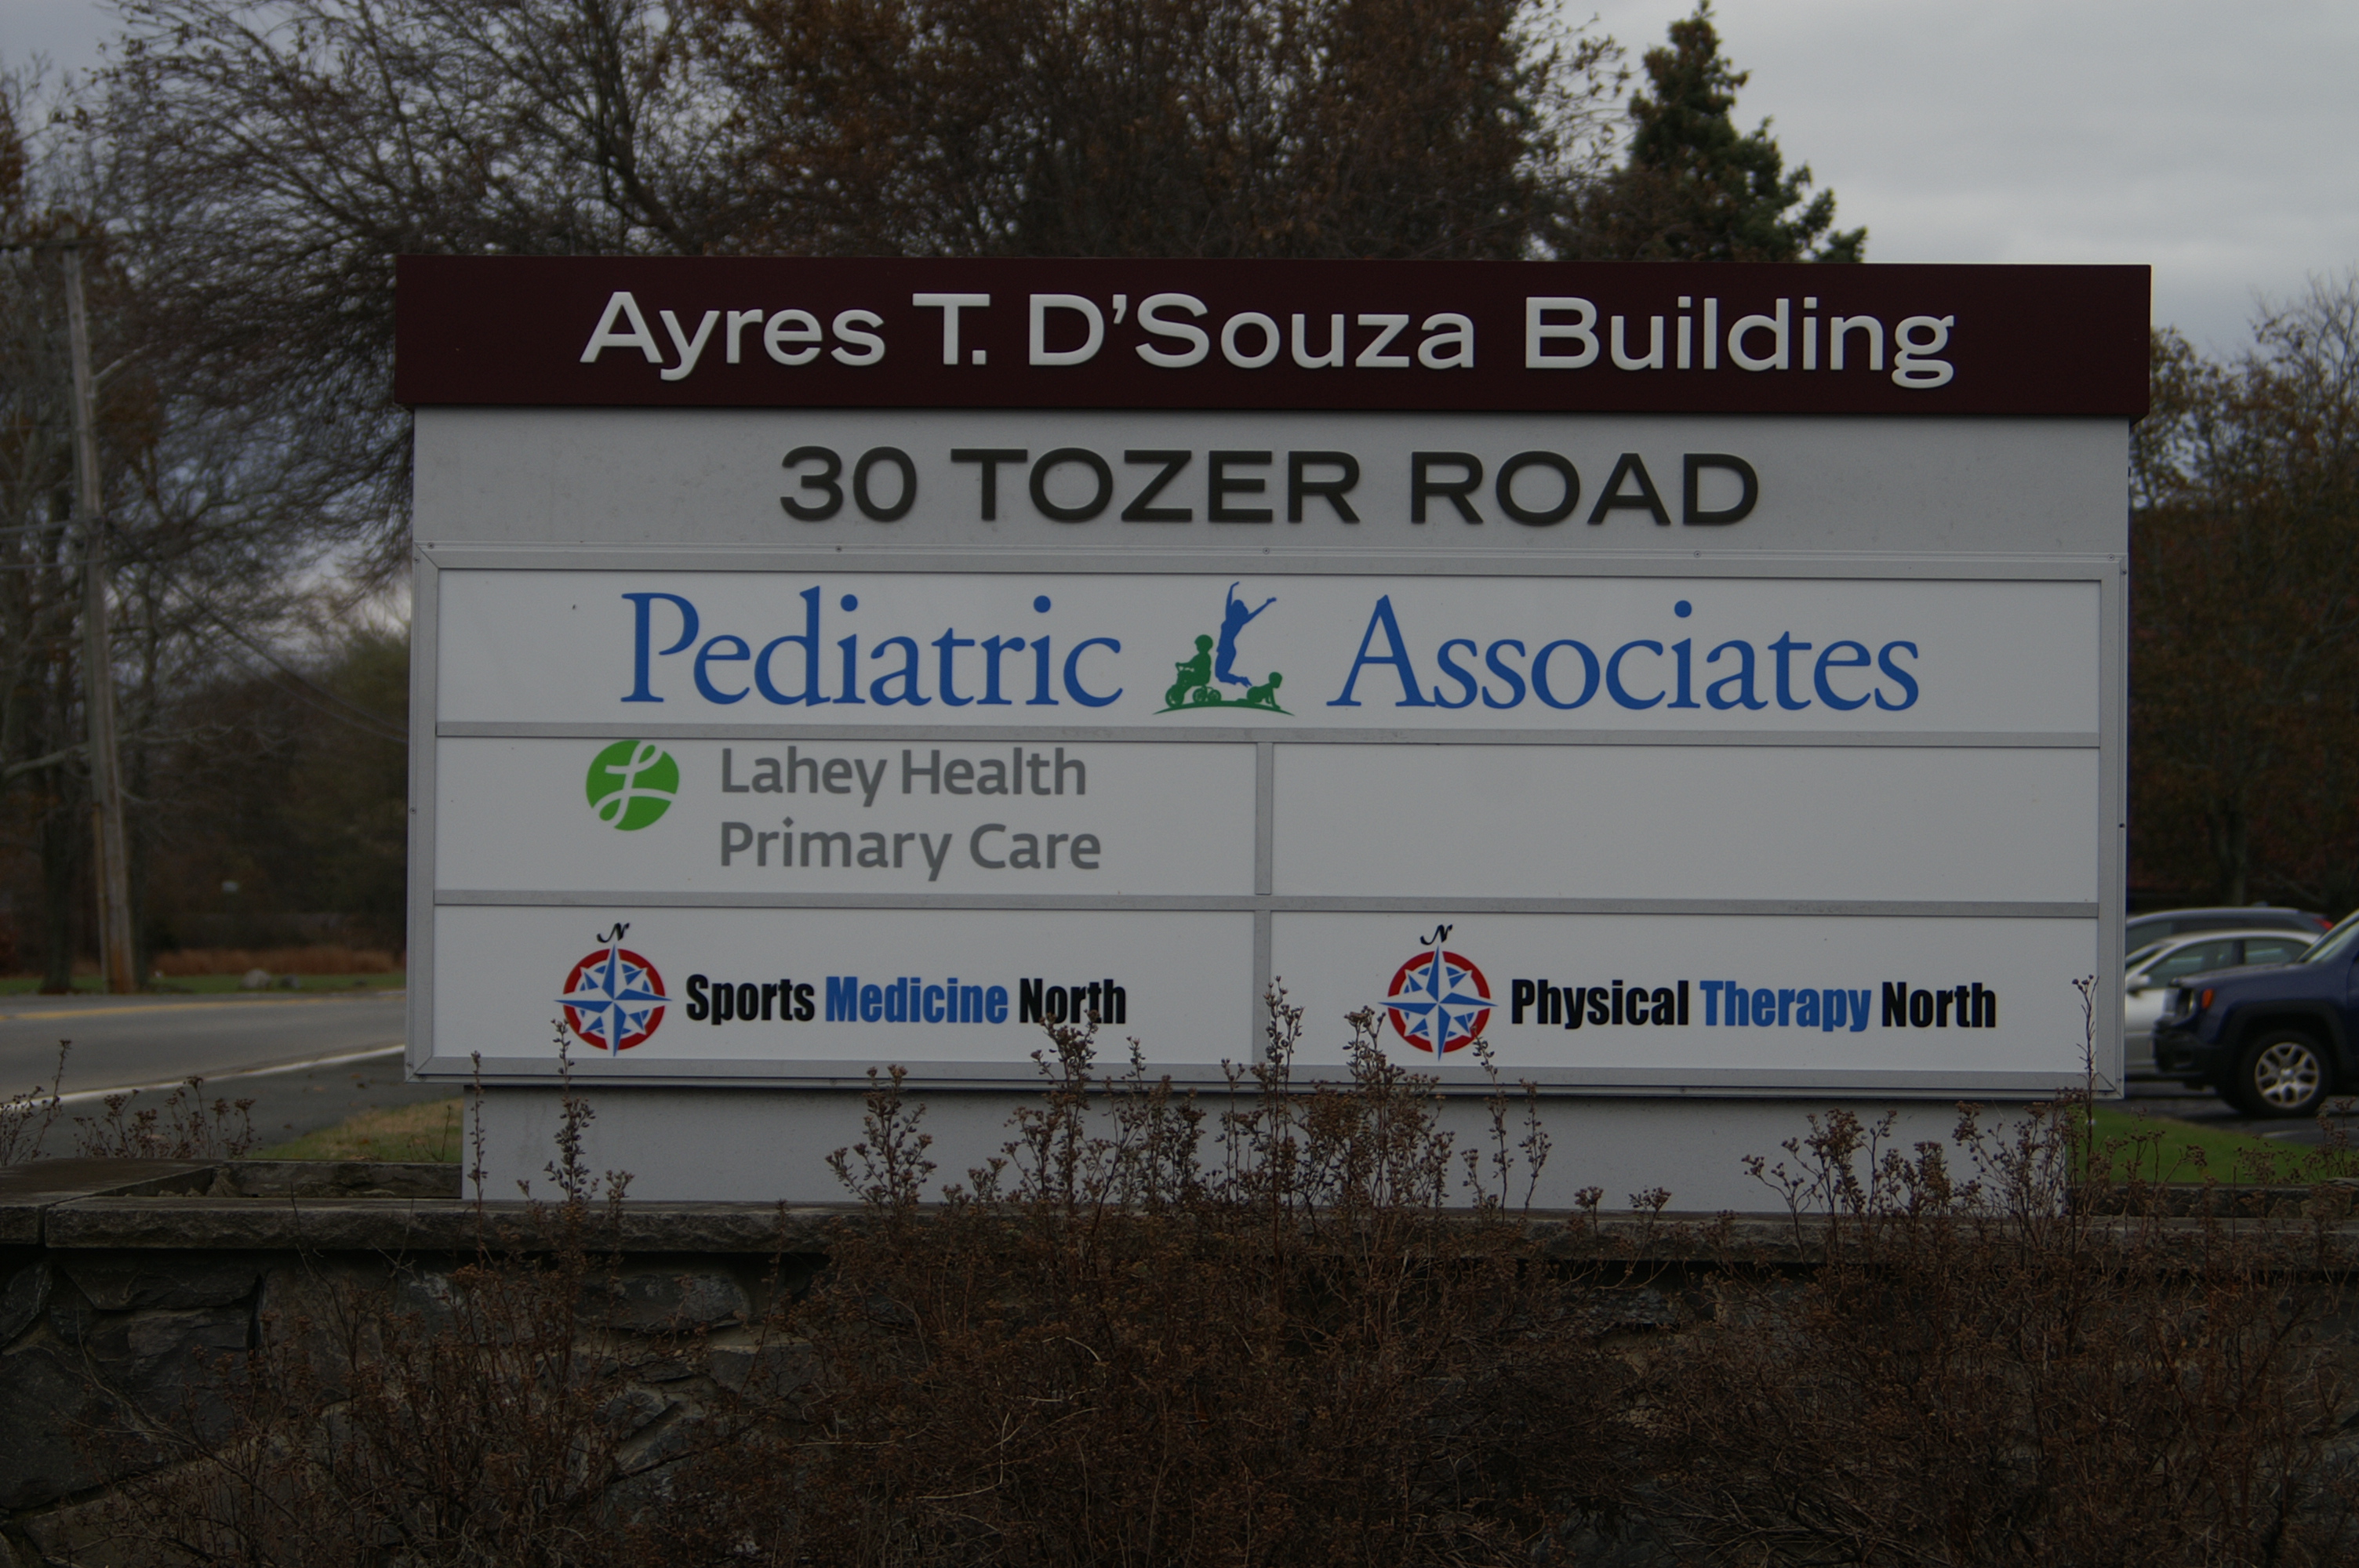 Ayres T. D'Souza Building
30 TOZER ROAD
Pediatric Associates
Lahey Health
Primary Care
N Sports Medicine North
N Physical Therapy North